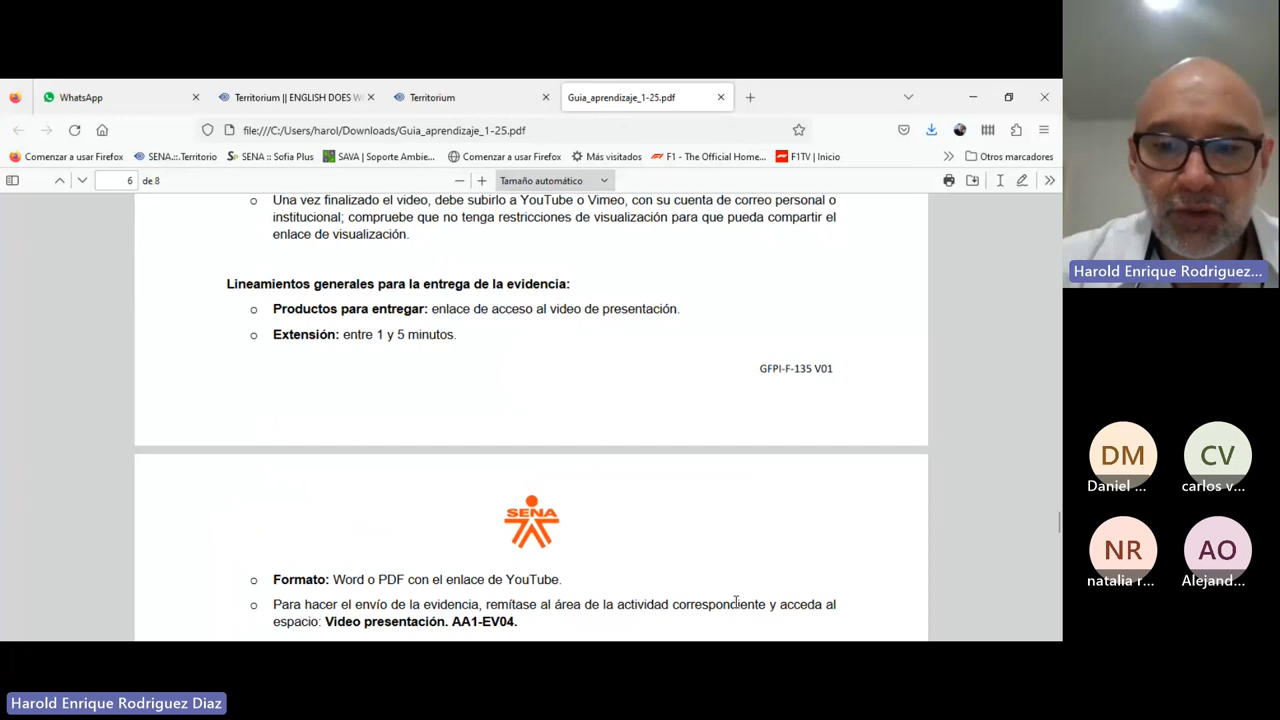 WhatsApp
Territorium || ENGLISH DOES W
Territorium
Guia_aprendizaje_1-25.pdf
file:///C:/Users/harol/Downloads/Guia_aprendizaje_1-25.pdf
Comenzar a usar Firefox
SENA.::.Territorio
SENA :: Sofia Plus
SAVA | Soporte Ambie...
Comenzar a usar Firefox
Más visitados
F1 - The Official Home...
F1TV | Inicio
Otros marcadores
6 de 8
Tamaño automático
Una vez finalizado el video, debe subirlo a YouTube o Vimeo, con su cuenta de correo personal o
institucional; compruebe que no tenga restricciones de visualización para que pueda compartir el
enlace de visualización.
Lineamientos generales para la entrega de la evidencia:
Productos para entregar: enlace de acceso al video de presentación.
Extensión: entre 1 y 5 minutos.
GFPI-F-135 V01
SENA
Formato: Word o PDF con el enlace de YouTube.
Para hacer el envío de la evidencia, remítase al área de la actividad correspondiente y acceda al
espacio: Video presentación. AA1-EV04.
Harold Enrique Rodriguez...
DM
Daniel ...
CV
carlos v...
NR
natalia r...
AO
Alejand...
Harold Enrique Rodriguez Diaz